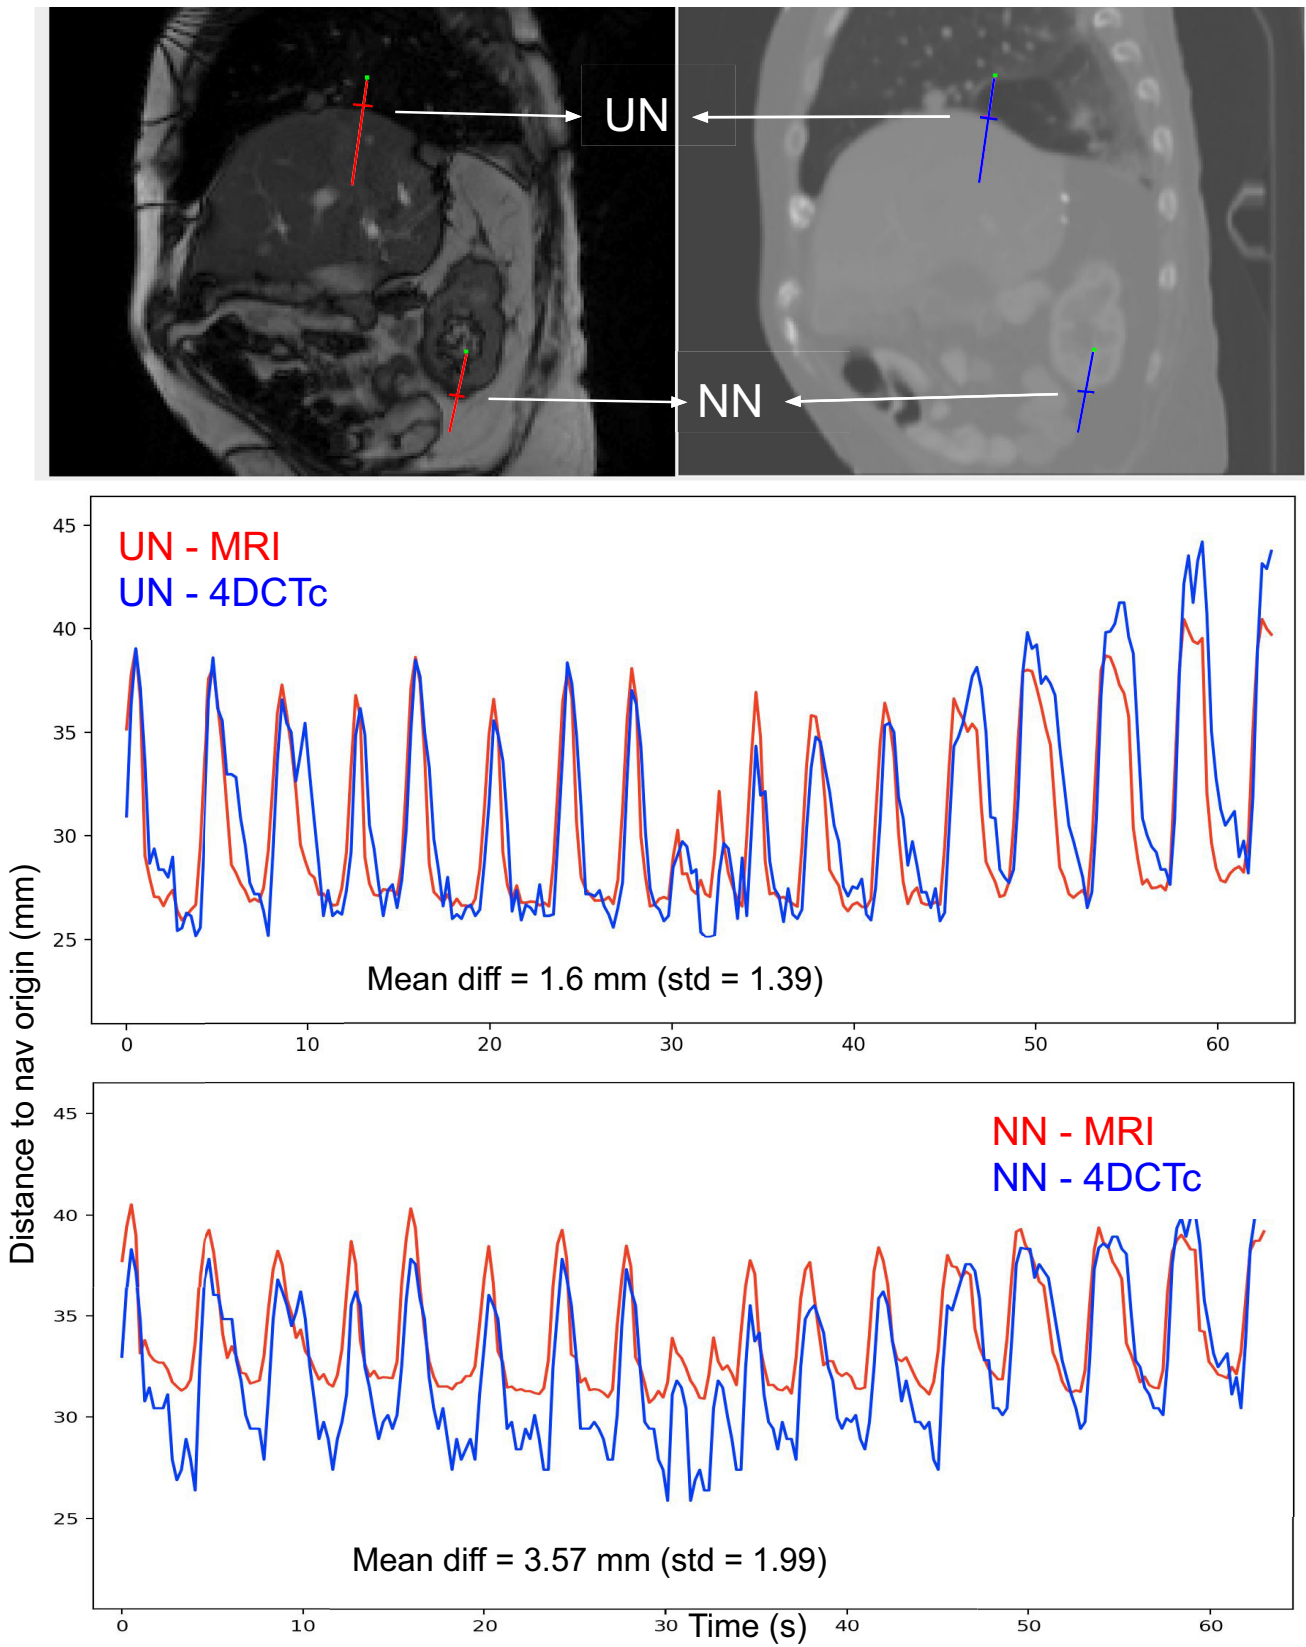 UN
NN
UN - MRI
UN - 4DCTc
45
40
35
30
25
Mean diff = 1.6 mm (std = 1.39)
0 10 20 30 40 50 60
Distance to nav origin (mm)
NN - MRI
NN - 4DCTc
45
40
35
30
25
Mean diff = 3.57 mm (std = 1.99)
0 10 20 30 40 50 60
Time (s)